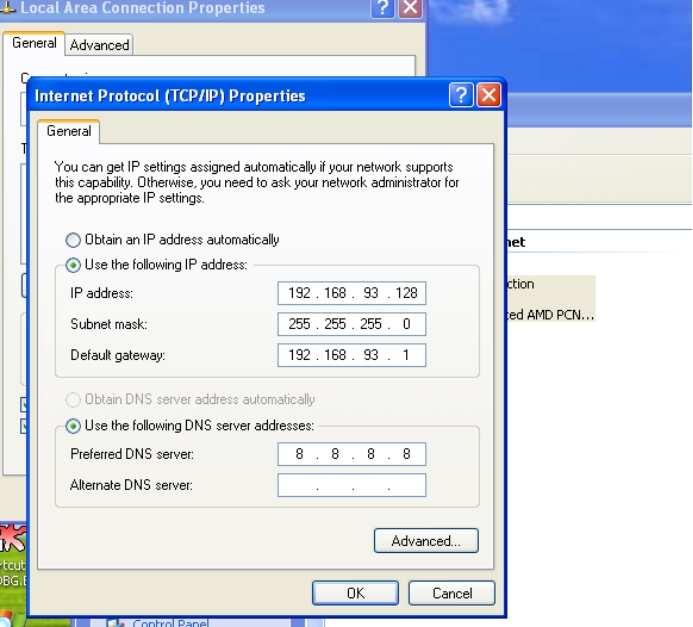 Local Area Connection Properties
General
Advanced
Internet Protocol (TCP/IP) Properties
General
You can get IP settings assigned automatically if your network supports
this capability. Otherwise, you need to ask your network administrator for
the appropriate IP settings.
Obtain an IP address automatically
Use the following IP address:
IP address: 192 . 168 . 93 . 128
Subnet mask: 255 . 255 . 255 . 0
Default gateway: 192 . 168 . 93 . 1
Obtain DNS server address automatically
Use the following DNS server addresses:
Preferred DNS server: 8 . 8 . 8 . 8
Alternate DNS server: . . .
Advanced...
OK
Cancel
net
ction
ed AMD PCN...
rtcut
DBG.E
Control Panel